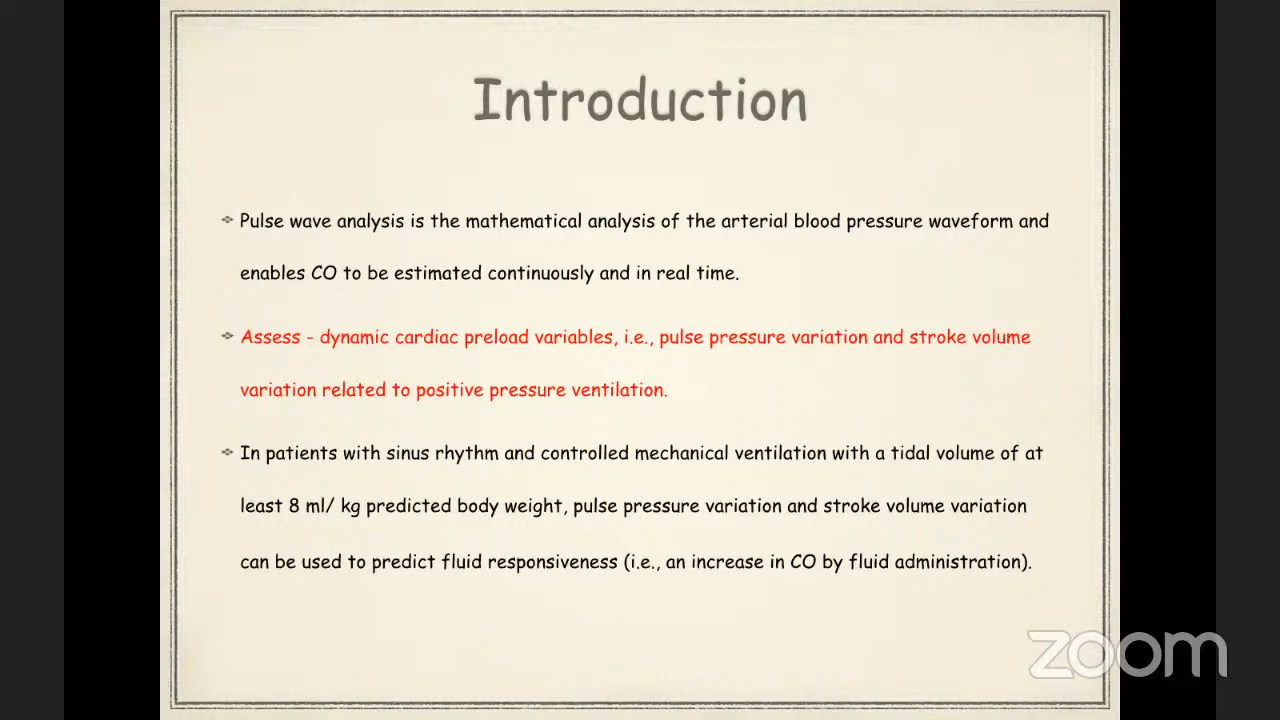 Introduction
Pulse wave analysis is the mathematical analysis of the arterial blood pressure waveform and
enables CO to be estimated continuously and in real time.
Assess - dynamic cardiac preload variables, i.e., pulse pressure variation and stroke volume
variation related to positive pressure ventilation.
In patients with sinus rhythm and controlled mechanical ventilation with a tidal volume of at
least 8 ml/ kg predicted body weight, pulse pressure variation and stroke volume variation
can be used to predict fluid responsiveness (i.e., an increase in CO by fluid administration).
zoom